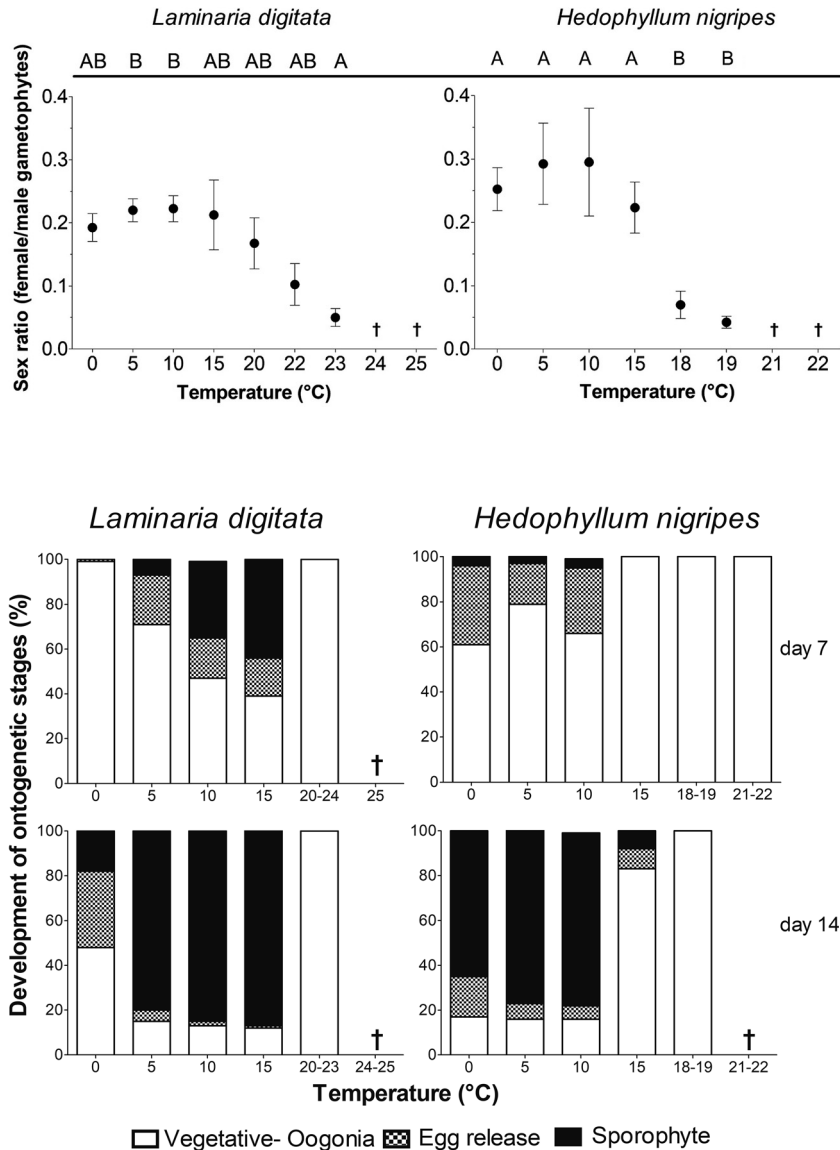 Laminaria digitata
Hedophyllum nigripes
AB B B AB AB AB A
A A A A B B
Sex ratio (female/male gametophytes)
0.4
0.3
0.2
0.1
0.0
† †
0 5 10 15 20 22 23 24 25
Temperature (°C)
0.4
0.3
0.2
0.1
0.0
† †
0 5 10 15 18 19 21 22
Temperature (°C)
Laminaria digitata
Hedophyllum nigripes
Development of ontogenetic stages (%)
100
80
60
40
20
0
†
0 5 10 15 20-24 25
100
80
60
40
20
0
0 5 10 15 18-19 21-22
day 7
100
80
60
40
20
0
†
0 5 10 15 20-23 24-25
100
80
60
40
20
0
†
0 5 10 15 18-19 21-22
day 14
Temperature (°C)
Vegetative- Oogonia Egg release Sporophyte